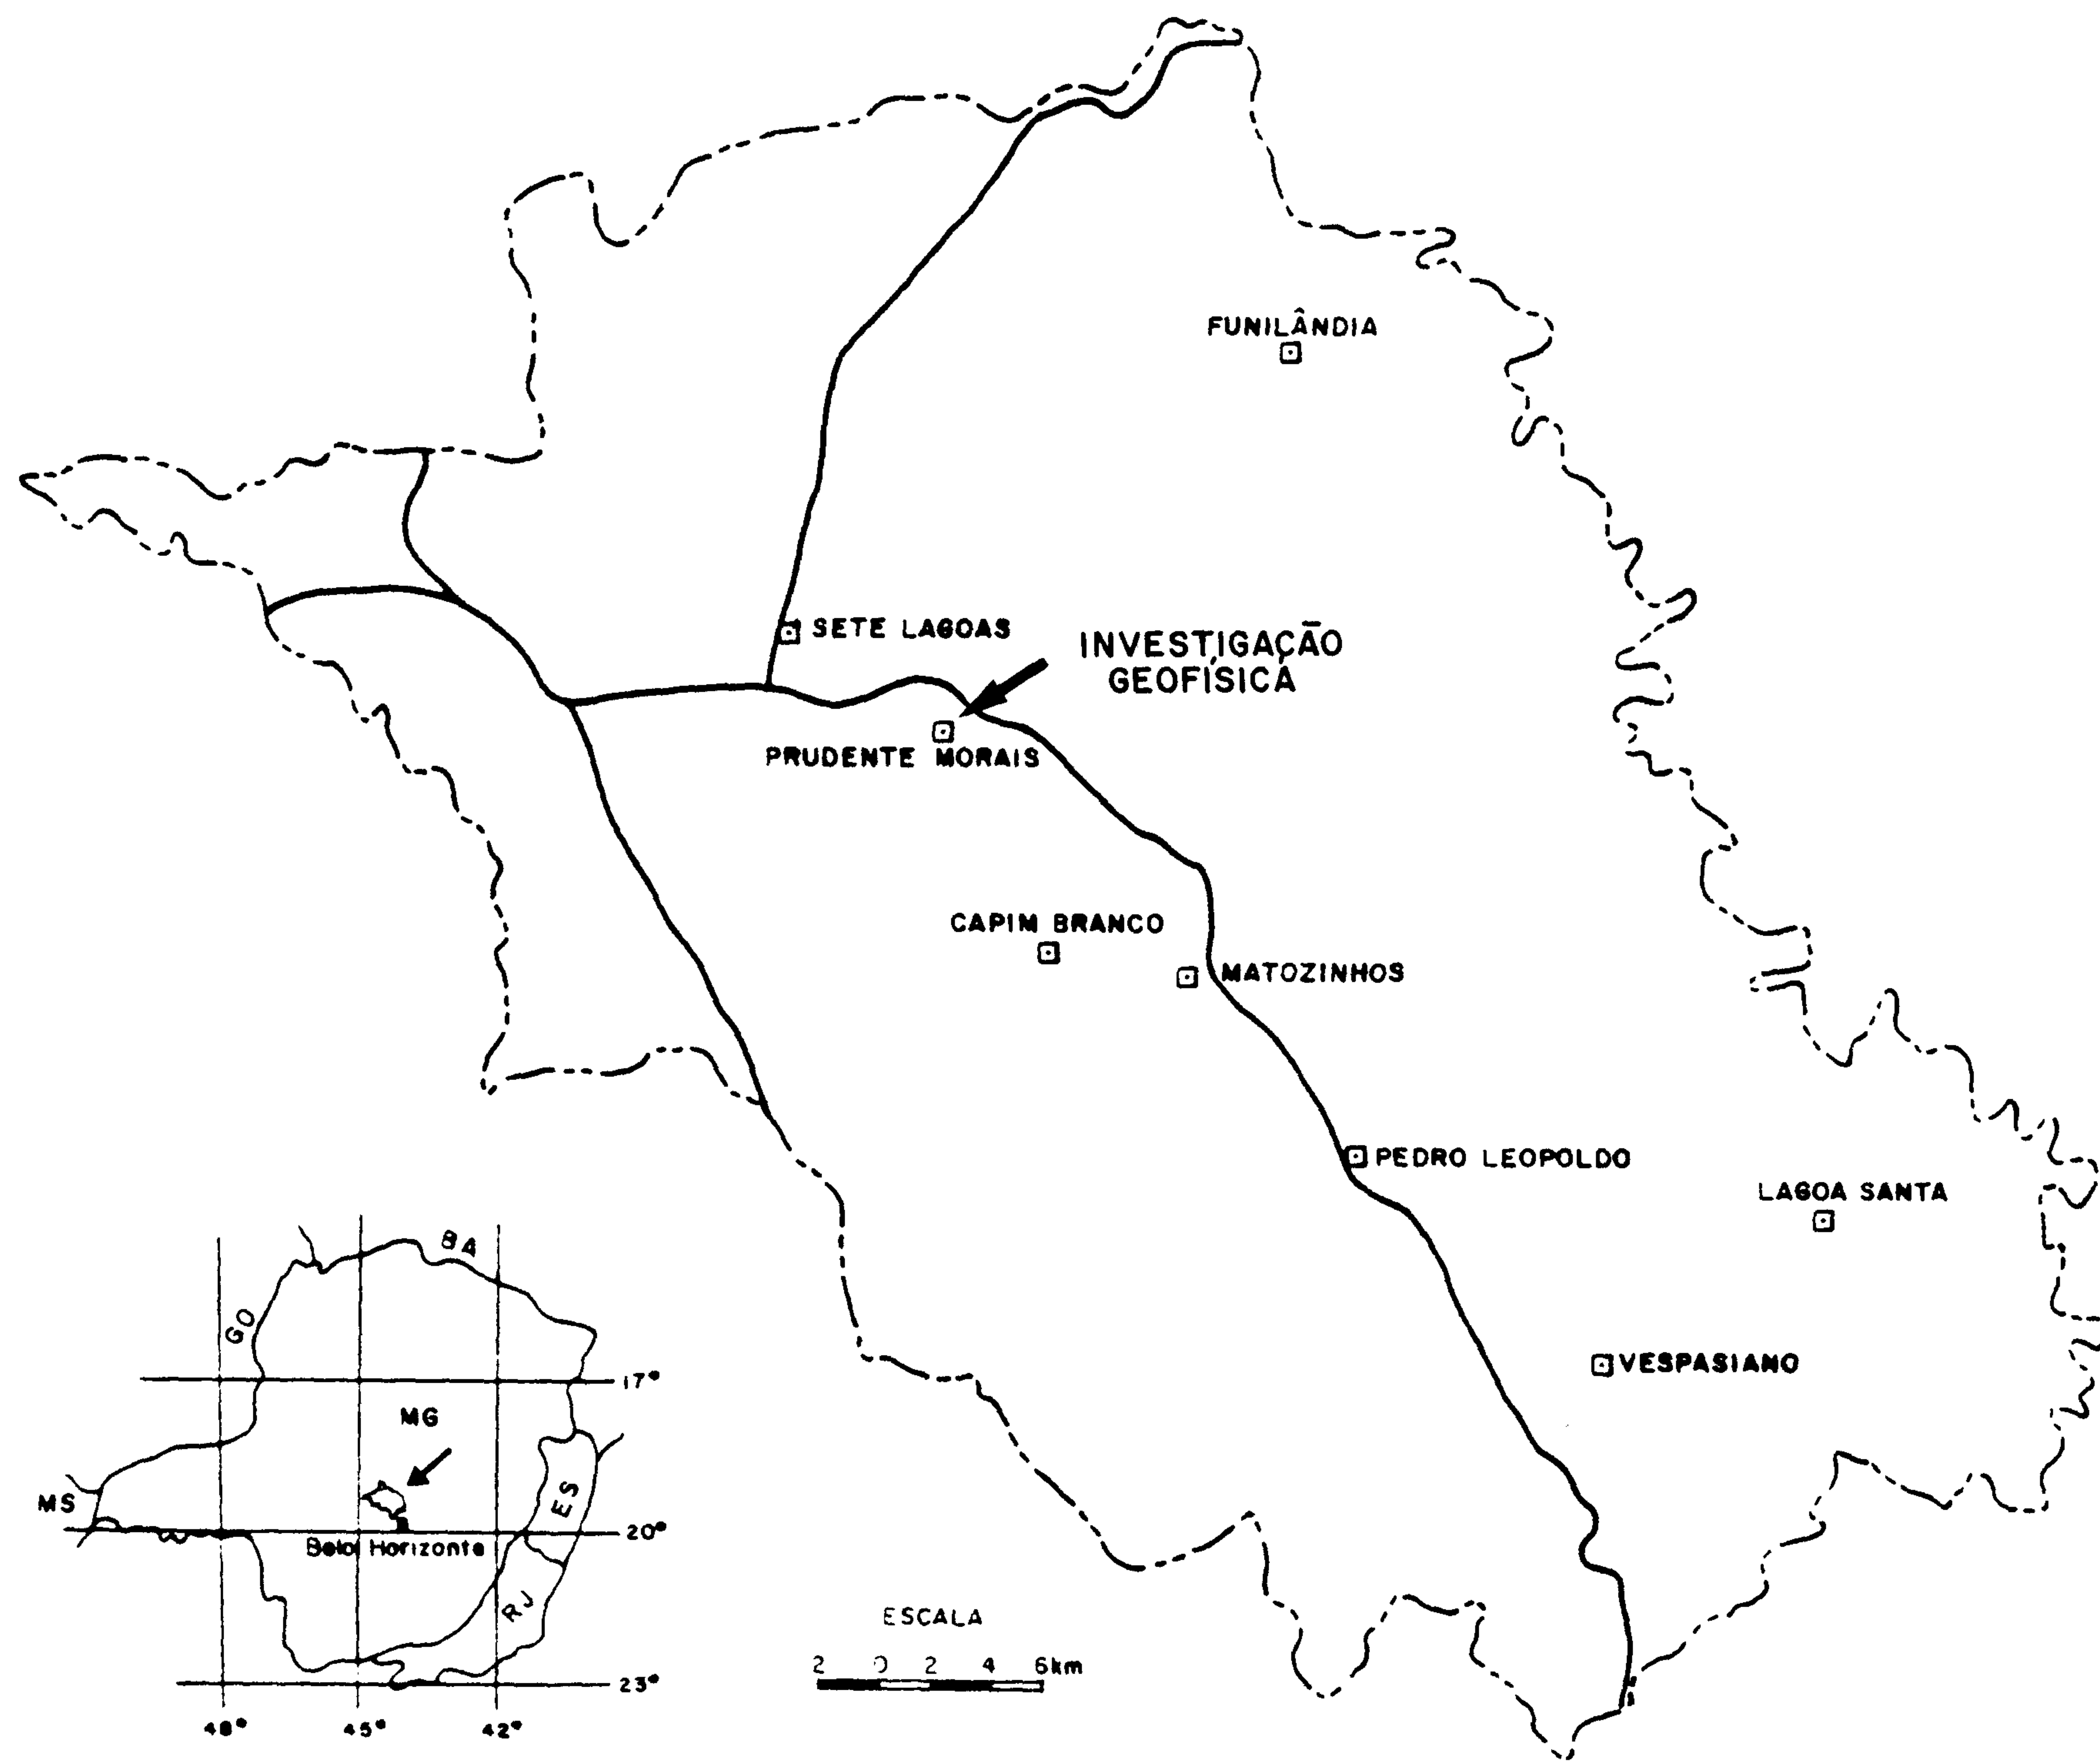 FUNILÂNDIA
SETE LAGOAS
INVESTIGAÇÃO
GEOFÍSICA
PRUDENTE MORAIS
CAPIM BRANCO
MATOZINHOS
PEDRO LEOPOLDO
LAGOA SANTA
VESPASIANO
BA
GO
17°
MG
MS
ES
20°
Belo Horizonte
RJ
23°
48°
45°
42°
ESCALA
2 0 2 4 6km